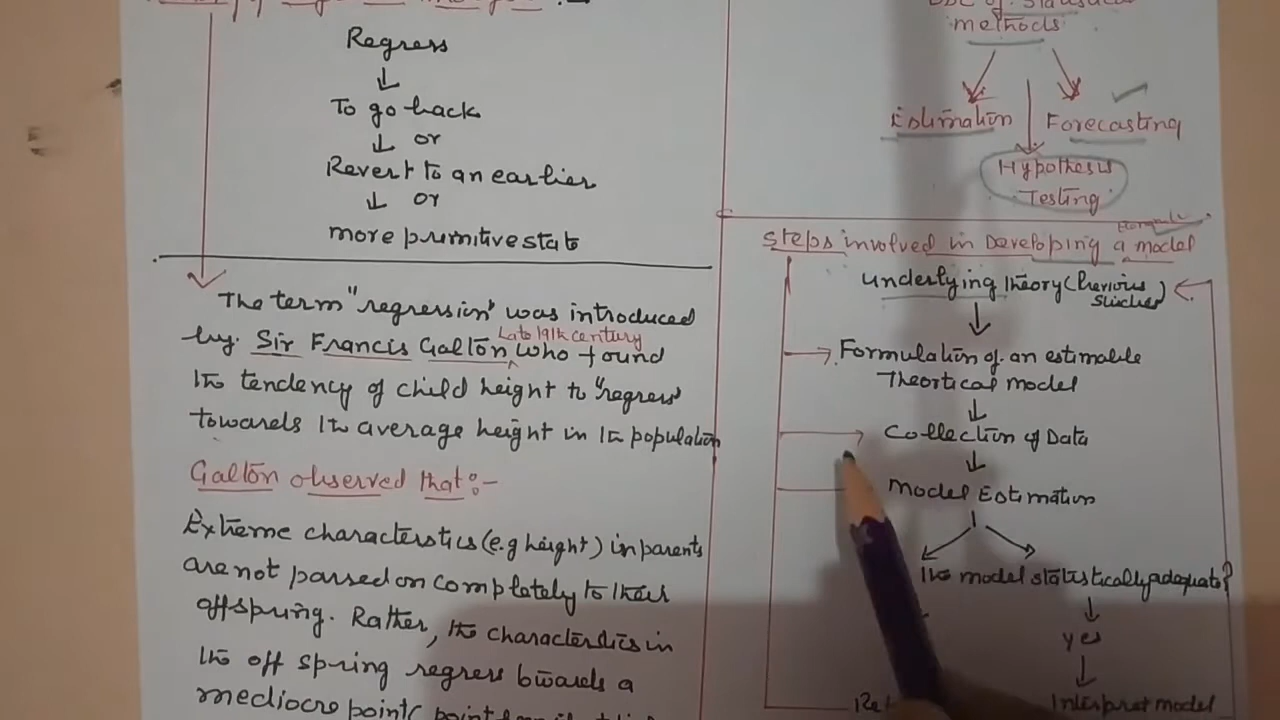 Regress
To go back
or
Revert to an earlier
or
more primitive state
The term "regression" was introduced
by. Sir Francis Galton, who found
Late 19th century
the tendency of child height to "regress"
towards the average height in the population
Galton observed that:-
Extreme characterstics (e.g height) in parents
are not passed on completely to their
offspring. Rather, the characteristics in
the off spring regress towards a
mediocre point
methods
Estimation Forecasting
Hypothesis
Testing
Steps involved in Developing a model
underlying theory (Previous
Studies)
Formulation of an estimable
Theortical model
Collection of Data
Model Estimation
the model statistically adequate?
yes
Interpret model